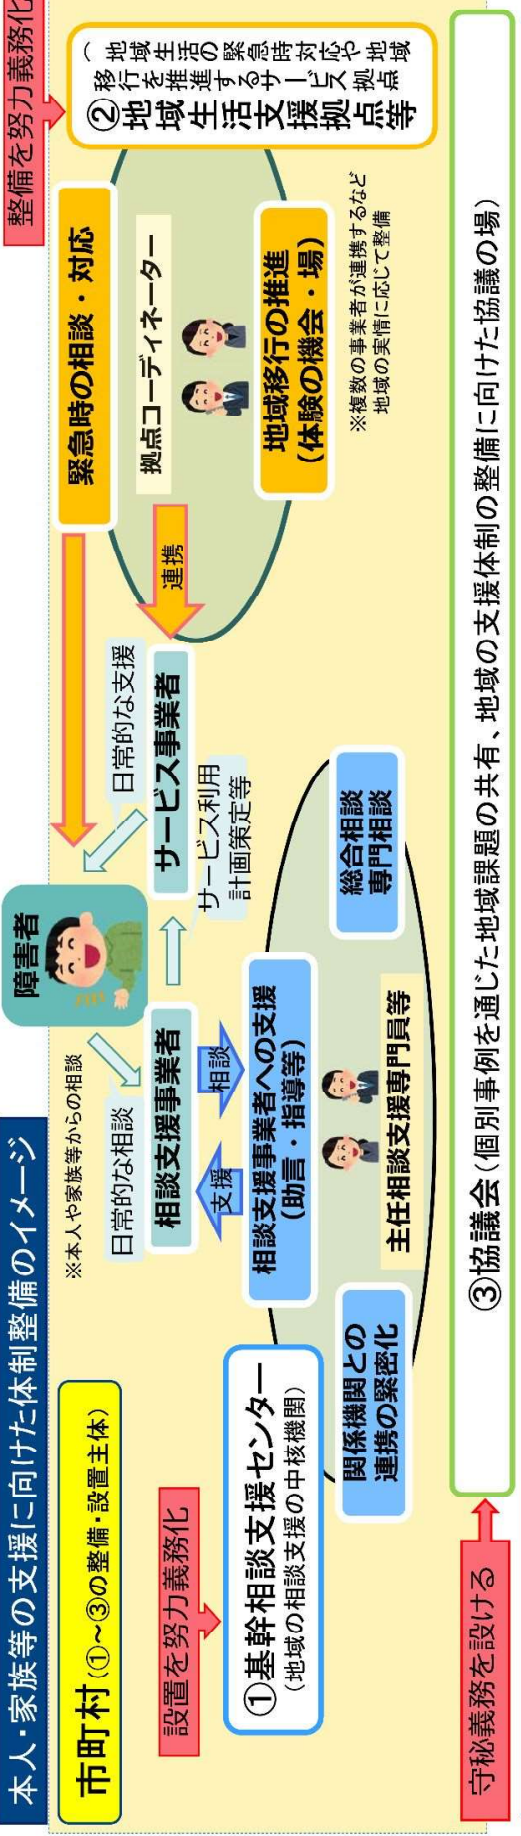 本人・家族等の支援に向けた体制整備のイメージ
市町村(①~③の整備・設置主体)
※本人や家族等からの相談
障害者
日常的な相談
日常的な支援
相談支援事業者
サービス事業者
サービス利用
計画策定等
支援
相談
設置を努力義務化
①基幹相談支援センター
(地域の相談支援の中核機関)
相談支援事業者への支援
(助言・指導等)
関係機関との
連携の緊密化
主任相談支援専門員等
総合相談
専門相談
整備を努力義務化
緊急時の相談・対応
連携
拠点コーディネーター
地域移行の推進
(体験の機会・場)
※複数の事業者が連携するなど
地域の実情に応じて整備
(地域生活の緊急時対応や地域
移行を推進するサービス拠点
②地域生活支援拠点等
守秘義務を設ける
③協議会(個別事例を通じた地域課題の共有、地域の支援体制の整備に向けた協議の場)